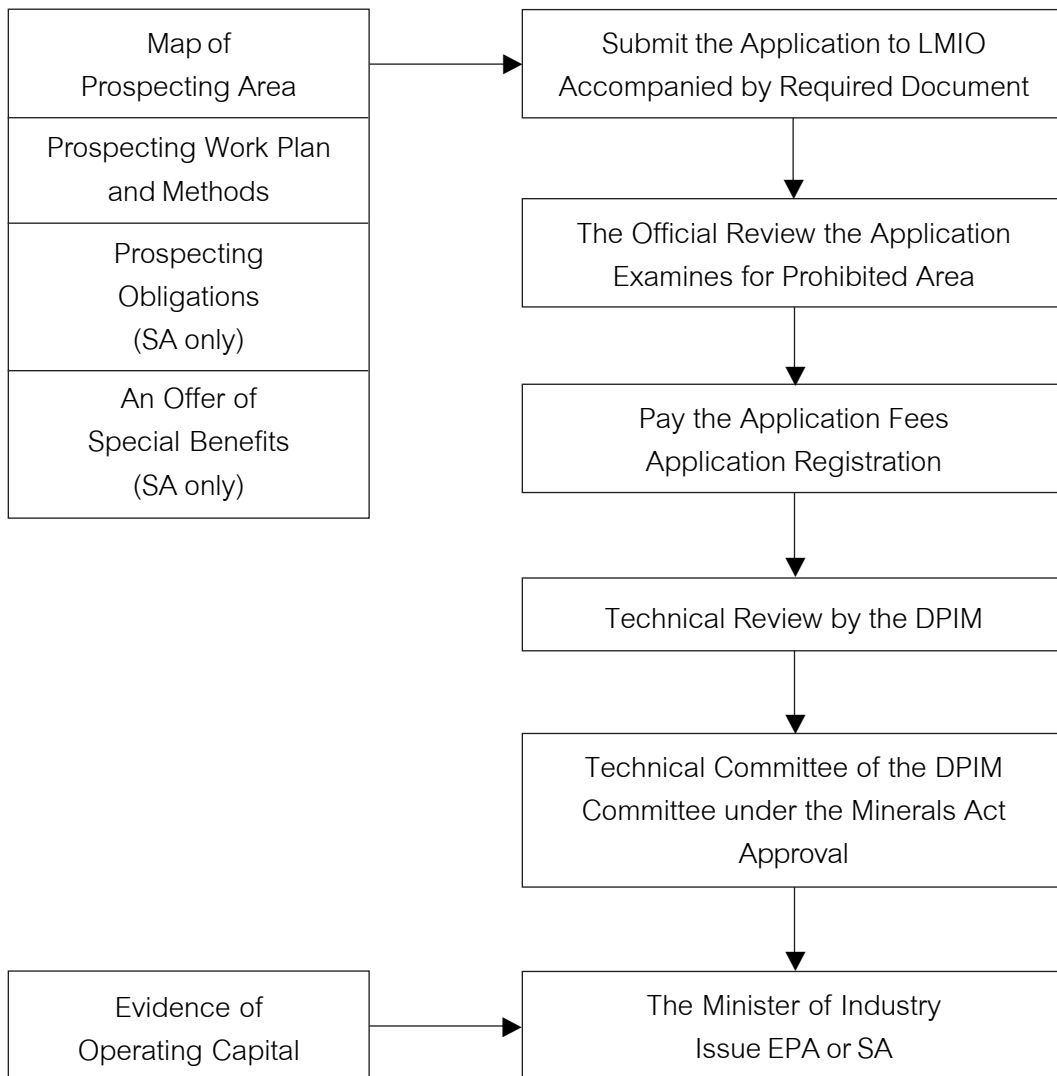 Map of
Prospecting Area
Prospecting Work Plan
and Methods
Prospecting
Obligations
(SA only)
An Offer of
Special Benefits
(SA only)
Submit the Application to LMIO
Accompanied by Required Document
The Official Review the Application
Examines for Prohibited Area
Pay the Application Fees
Application Registration
Technical Review by the DPIM
Technical Committee of the DPIM
Committee under the Minerals Act
Approval
Evidence of
Operating Capital
The Minister of Industry
Issue EPA or SA